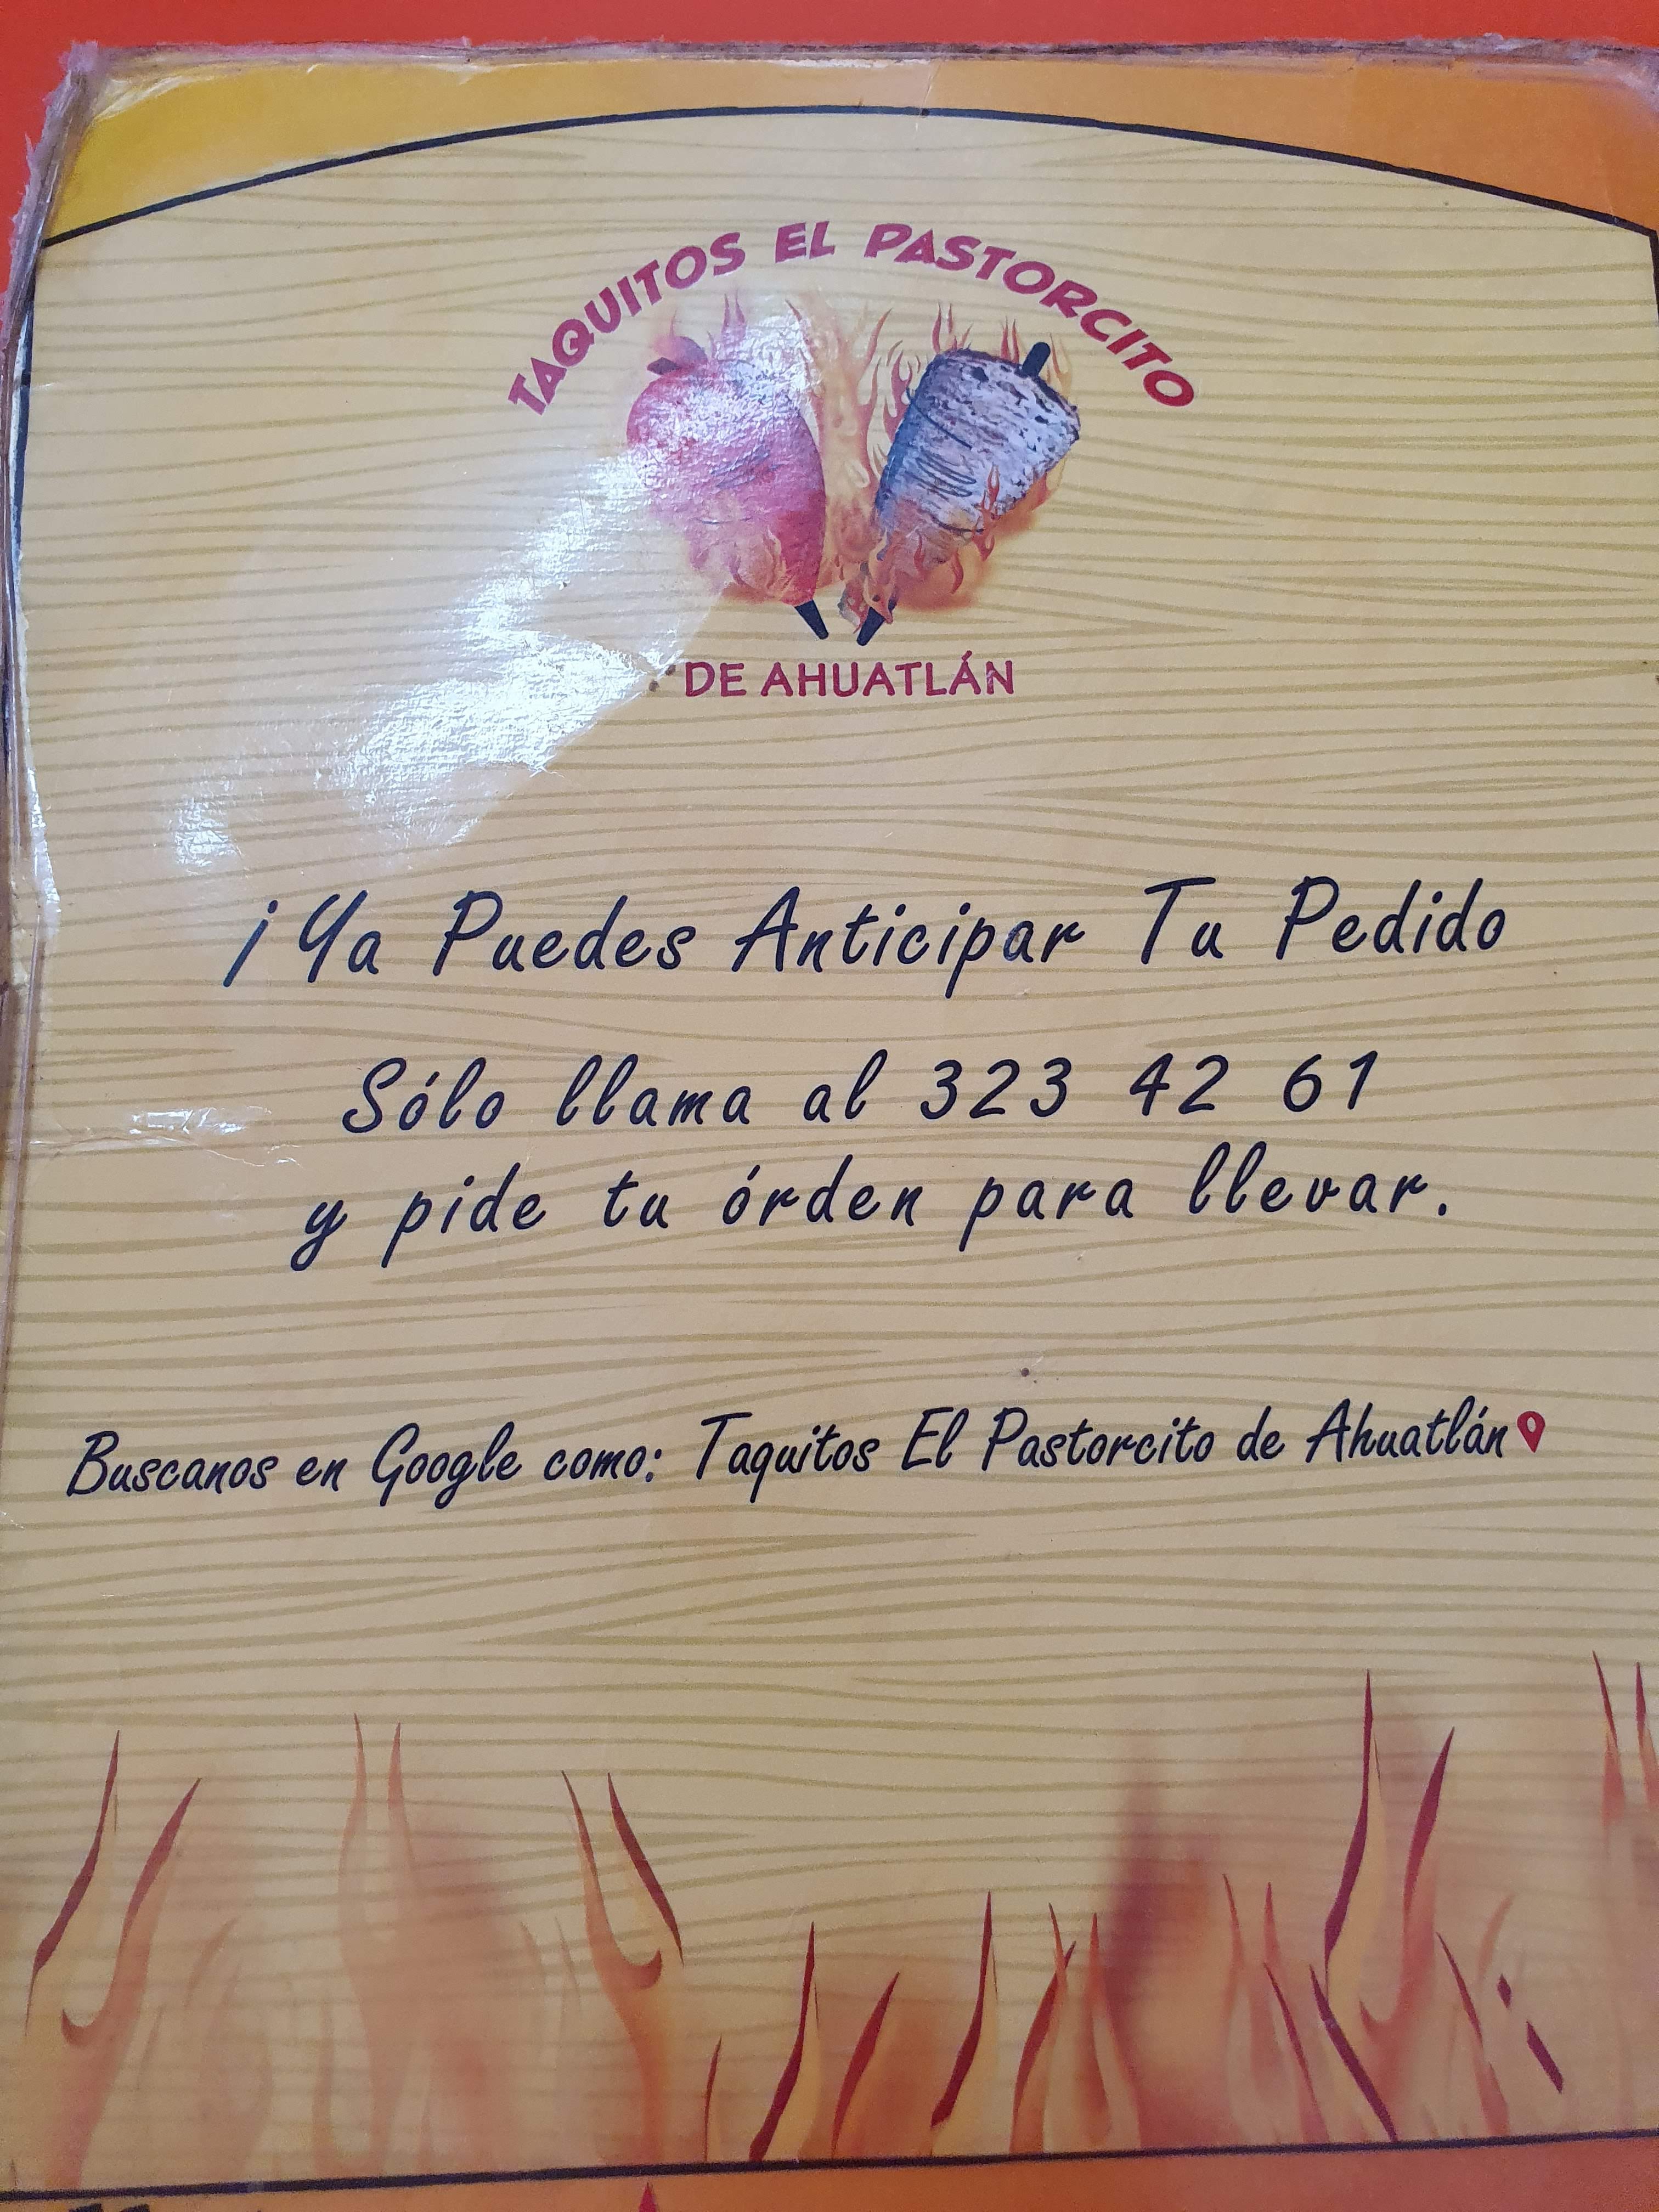 TAQUITOS EL PASTORCITO
DE AHUATLÁN
¡Ya Puedes Anticipar Tu Pedido
Sólo llama al 323 42 61
y pide tu órden para llevar.
Buscanos en Google como: Taquitos El Pastorcito de Ahuatlán